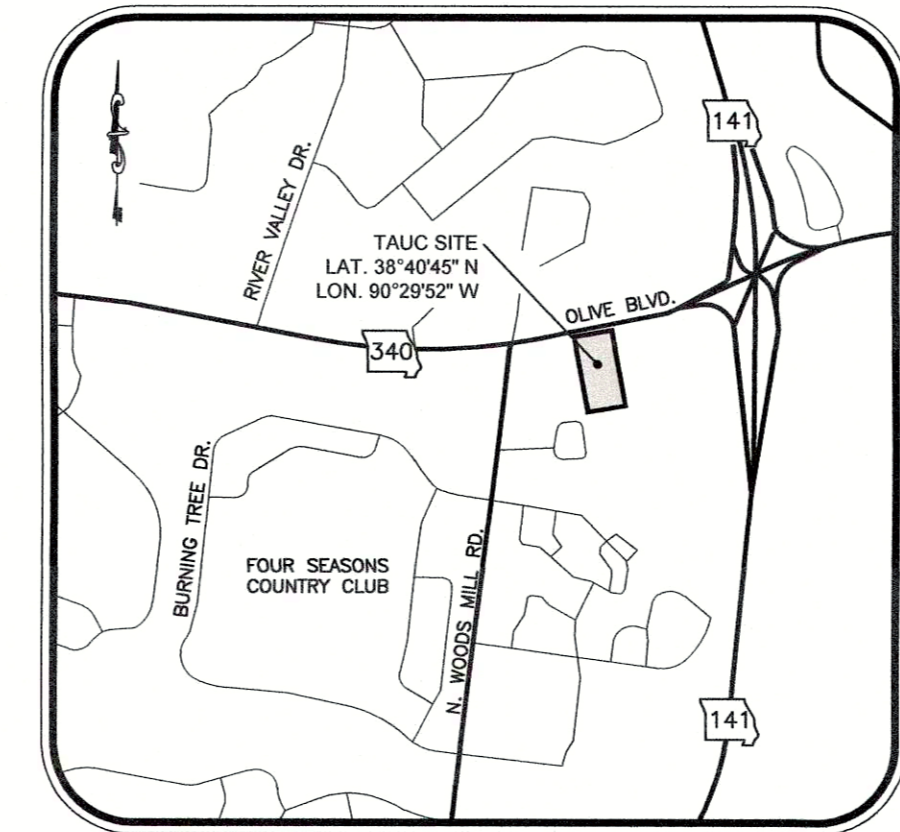 141
RIVER VALLEY DR.
TAUC SITE
LAT. 38°40'45" N
LON. 90°29'52" W
OLIVE BLVD.
340
BURNING TREE DR.
FOUR SEASONS
COUNTRY CLUB
N. WOODS MILL RD.
141